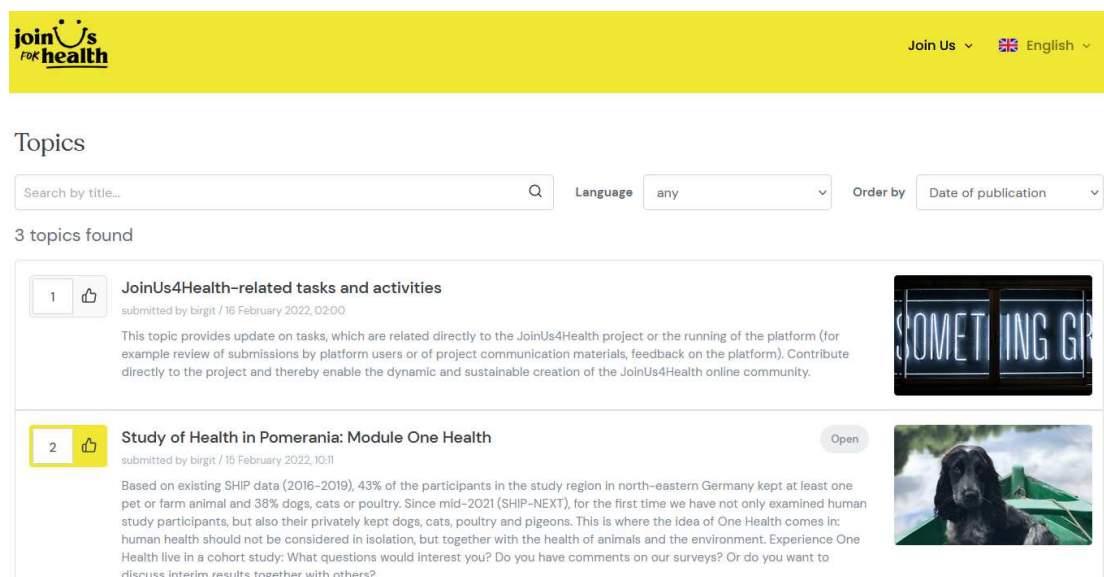 join Us
FOR health
Join Us
English
Topics
Search by title...
Language
any
Order by
Date of publication
3 topics found
1
JoinUs4Health-related tasks and activities
submitted by birgit / 16 February 2022, 02:00
This topic provides update on tasks, which are related directly to the JoinUs4Health project or the running of the platform (for
example review of submissions by platform users or of project communication materials, feedback on the platform). Contribute
directly to the project and thereby enable the dynamic and sustainable creation of the JoinUs4Health online community.
SOMETHING GR
2
Study of Health in Pomerania: Module One Health
Open
submitted by birgit / 15 February 2022, 10:11
Based on existing SHIP data (2016-2019), 43% of the participants in the study region in north-eastern Germany kept at least one
pet or farm animal and 38% dogs, cats or poultry. Since mid-2021 (SHIP-NEXT), for the first time we have not only examined human
study participants, but also their privately kept dogs, cats, poultry and pigeons. This is where the idea of One Health comes in:
human health should not be considered in isolation, but together with the health of animals and the environment. Experience One
Health live in a cohort study: What questions would interest you? Do you have comments on our surveys? Or do you want to
discuss interim results together with others?